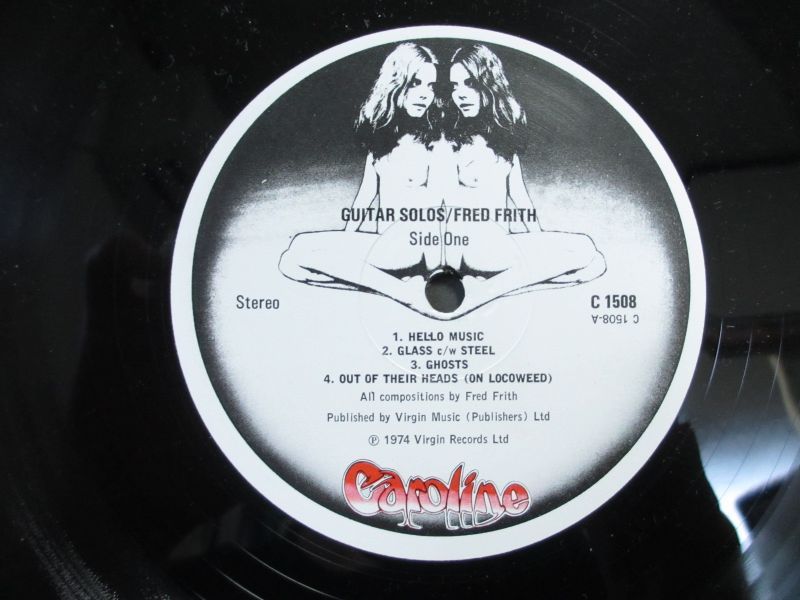 GUITAR SOLOS/FRED FRITH
Side One
Stereo
C 1508
C 1508-A
1. HELLO MUSIC
2. GLASS c/w STEEL
3. GHOSTS
4. OUT OF THEIR HEADS (ON LOCOWEED)
All compositions by Fred Frith
Published by Virgin Music (Publishers) Ltd
℗ 1974 Virgin Records Ltd
Caroline